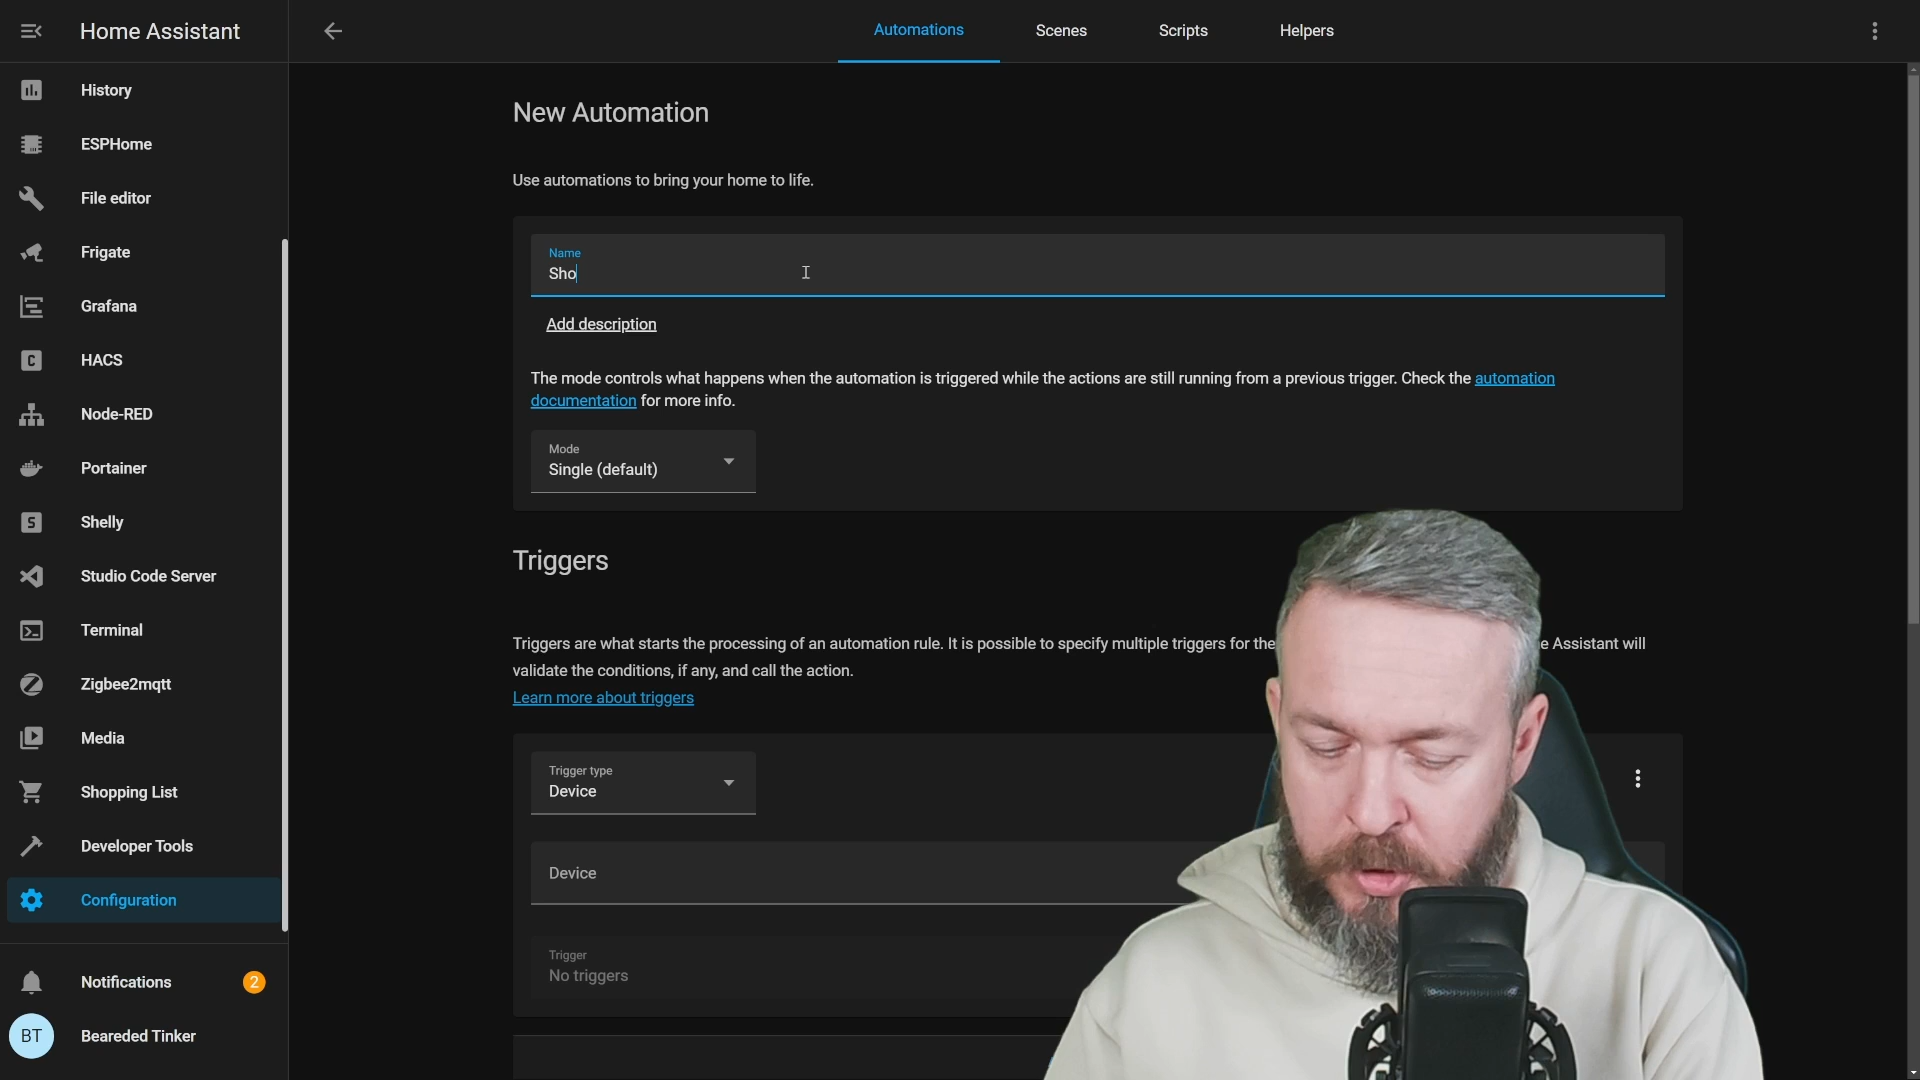 Home Assistant
Automations
Scenes
Scripts
Helpers
History
ESPHome
File editor
Frigate
Grafana
HACS
Node-RED
Portainer
Shelly
Studio Code Server
Terminal
Zigbee2mqtt
Media
Shopping List
Developer Tools
Configuration
Notifications
2
BT
Beareded Tinker
New Automation
Use automations to bring your home to life.
Name
Sho
Add description
The mode controls what happens when the automation is triggered while the actions are still running from a previous trigger. Check the automation
documentation for more info.
Mode
Single (default)
Triggers
Triggers are what starts the processing of an automation rule. It is possible to specify multiple triggers for the e Assistant will
validate the conditions, if any, and call the action.
Learn more about triggers
Trigger type
Device
Device
Trigger
No triggers